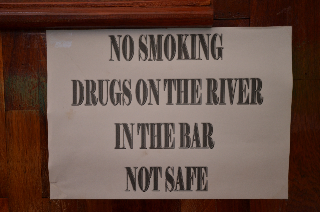 NO SMOKING
DRUGS ON THE RIVER
IN THE BAR
NOT SAFE